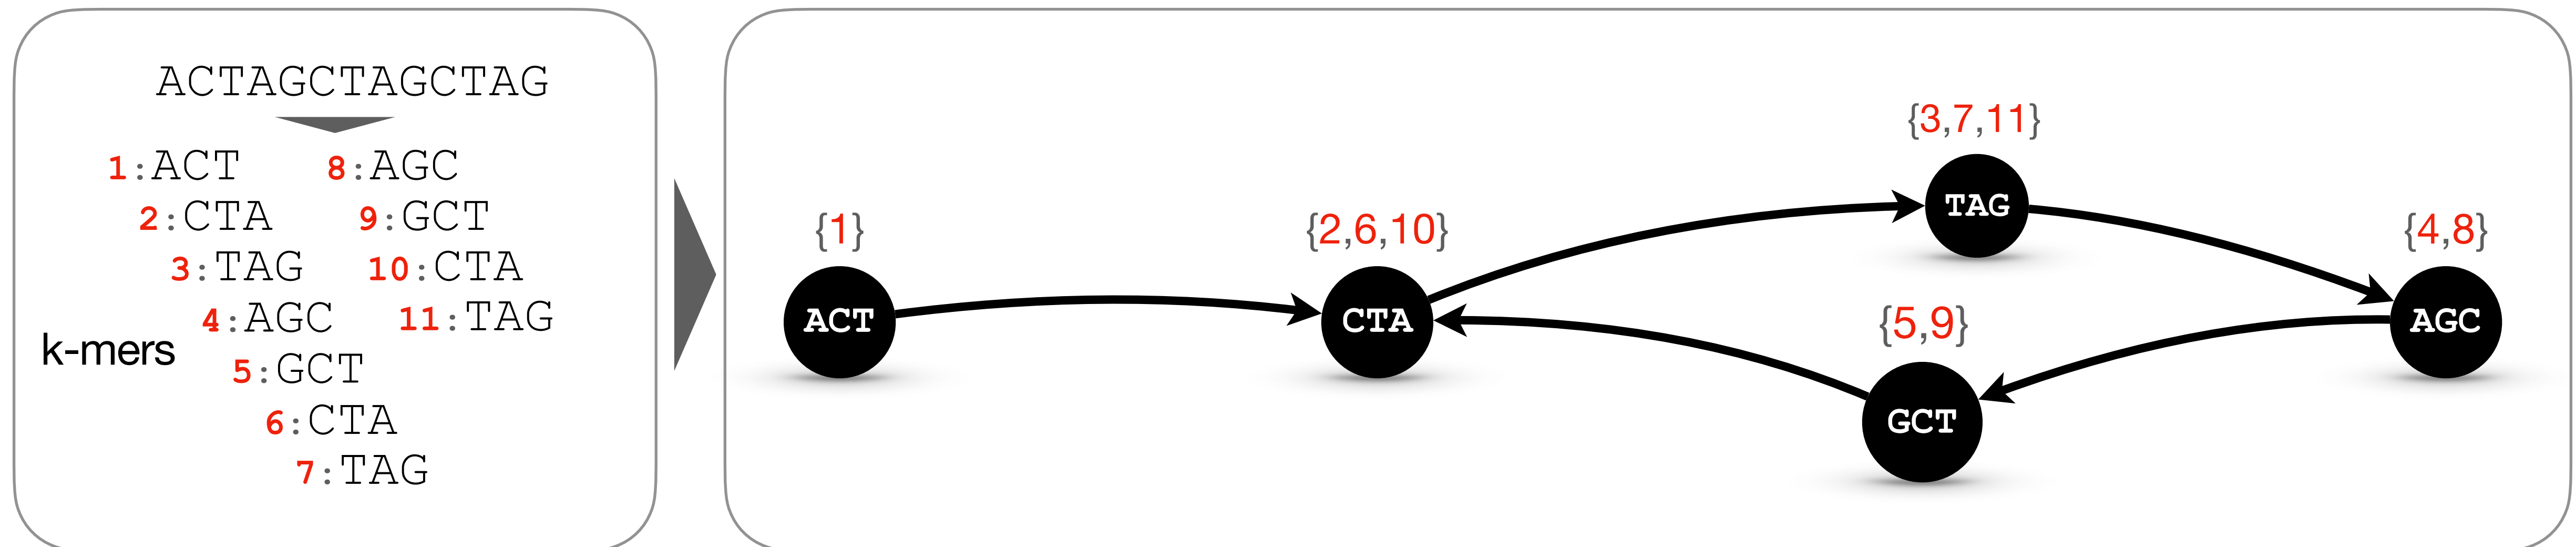 ACTAGCTAGCTAG
1:ACT
2:CTA
3:TAG
4:AGC
5:GCT
6:CTA
7:TAG
8:AGC
9:GCT
10:CTA
11:TAG
k-mers
{1}
ACT
{2,6,10}
CTA
{3,7,11}
TAG
{5,9}
GCT
{4,8}
AGC